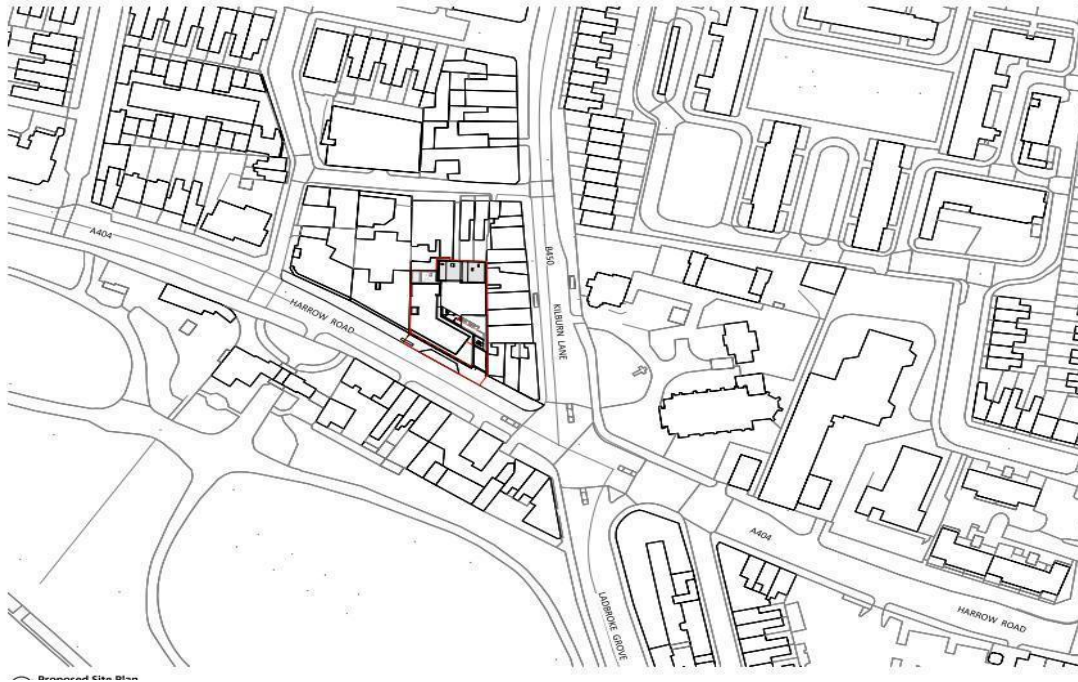 A404
HARROW ROAD
B450
KILBURN LANE
A404
HARROW ROAD
LADBROKE GROVE
Proposed Site Plan